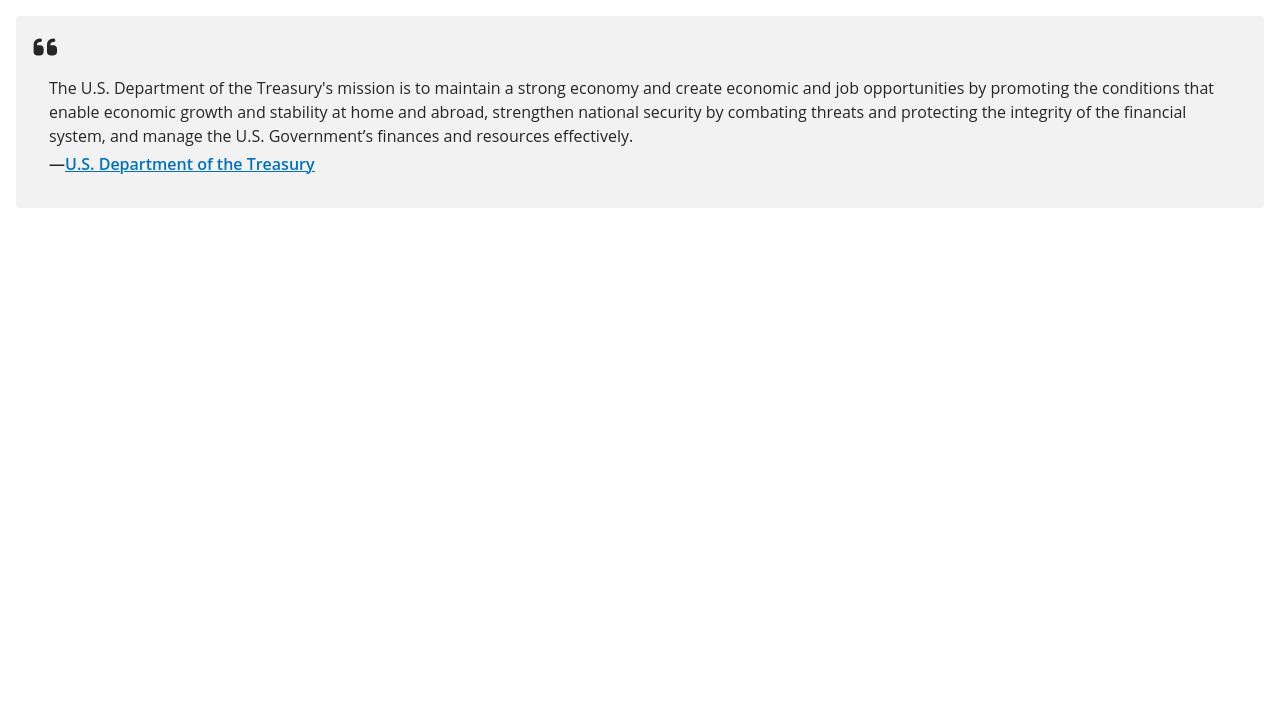 The U.S. Department of the Treasury's mission is to maintain a strong economy and create economic and job opportunities by promoting the conditions that
enable economic growth and stability at home and abroad, strengthen national security by combating threats and protecting the integrity of the financial
system, and manage the U.S. Government’s finances and resources effectively.
—U.S. Department of the Treasury